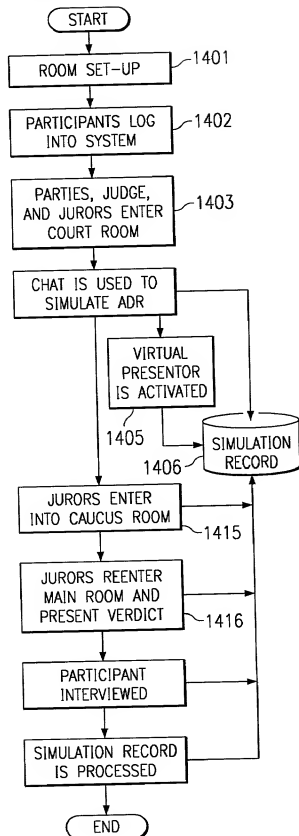 START
ROOM SET-UP
1401
PARTICIPANTS LOG
INTO SYSTEM
1402
PARTIES, JUDGE,
AND JURORS ENTER
COURT ROOM
1403
CHAT IS USED TO
SIMULATE ADR
VIRTUAL
PRESENTOR
IS ACTIVATED
1405
SIMULATION
RECORD
1406
JURORS ENTER
INTO CAUCUS ROOM
1415
JURORS REENTER
MAIN ROOM AND
PRESENT VERDICT
1416
PARTICIPANT
INTERVIEWED
SIMULATION RECORD
IS PROCESSED
END